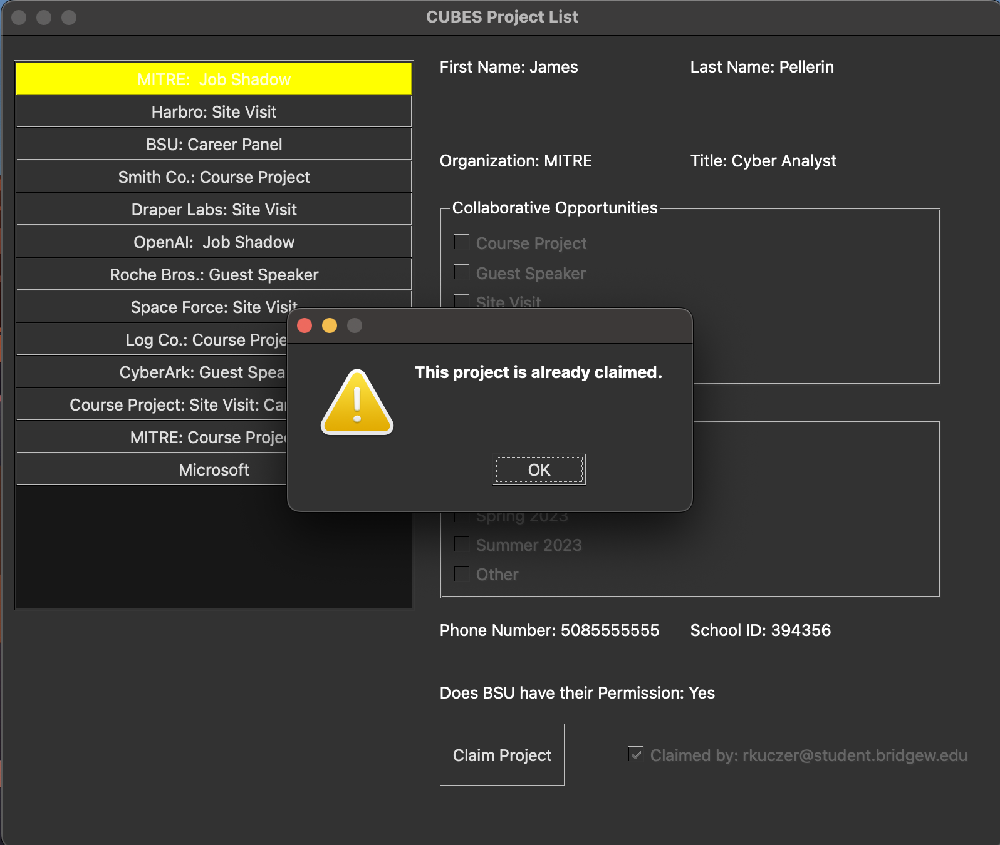 CUBES Project List
MITRE:  Job Shadow
Harbro: Site Visit
BSU: Career Panel
Smith Co.: Course Project
Draper Labs: Site Visit
OpenAI:  Job Shadow
Roche Bros.: Guest Speaker
Space Force: Site Visit
Log Co.: Course Proje
CyberArk: Guest Spea
Course Project: Site Visit: Car
MITRE: Course Projec
Microsoft
First Name: James
Last Name: Pellerin
Organization: MITRE
Title: Cyber Analyst
Collaborative Opportunities
Course Project
Guest Speaker
Site Visit
This project is already claimed.
OK
Spring 2023
Summer 2023
Other
Phone Number: 5085555555
School ID: 394356
Does BSU have their Permission: Yes
Claim Project
Claimed by: rkuczer@student.bridgew.edu